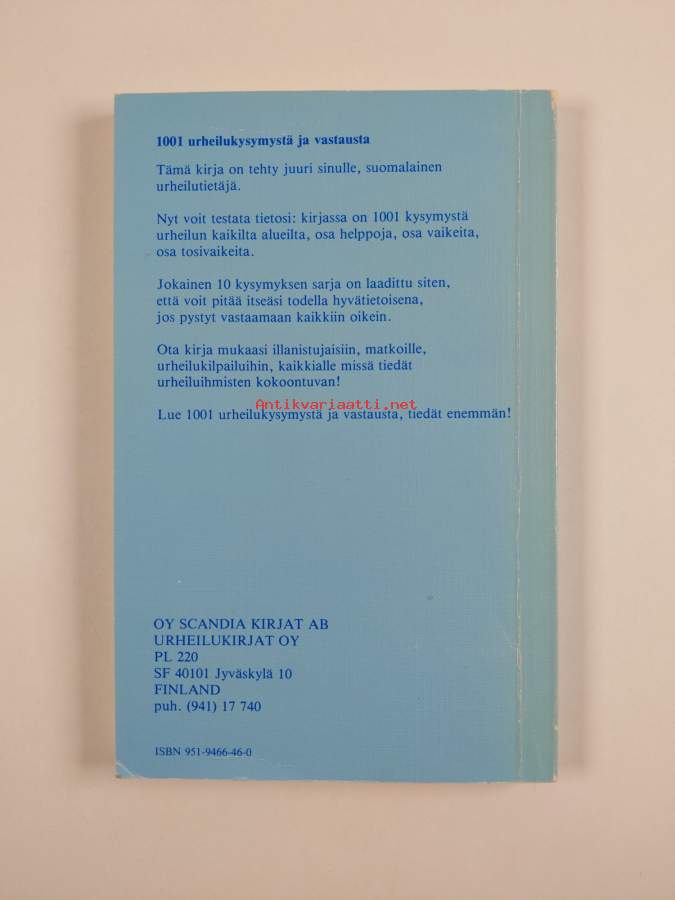 1001 urheilukysymystä ja vastausta
Tämä kirja on tehty juuri sinulle, suomalainen
urheilutietäjä.
Nyt voit testata tietosi: kirjassa on 1001 kysymystä
urheilun kaikilta alueilta, osa helppoja, osa vaikeita,
osa tosivaikeita.
Jokainen 10 kysymyksen sarja on laadittu siten,
että voit pitää itseäsi todella hyvätietoisena,
jos pystyt vastaamaan kaikkiin oikein.
Ota kirja mukaasi illanistujaisiin, matkoille,
urheilukilpailuihin, kaikkialle missä tiedät
urheiluihmisten kokoontuvan!
Antikvariaatti.net
Lue 1001 urheilukysymystä ja vastausta, tiedät enemmän!
OY SCANDIA KIRJAT AB
URHEILUKIRJAT OY
PL 220
SF 40101 Jyväskylä 10
FINLAND
puh. (941) 17 740
ISBN 951-9466-46-0